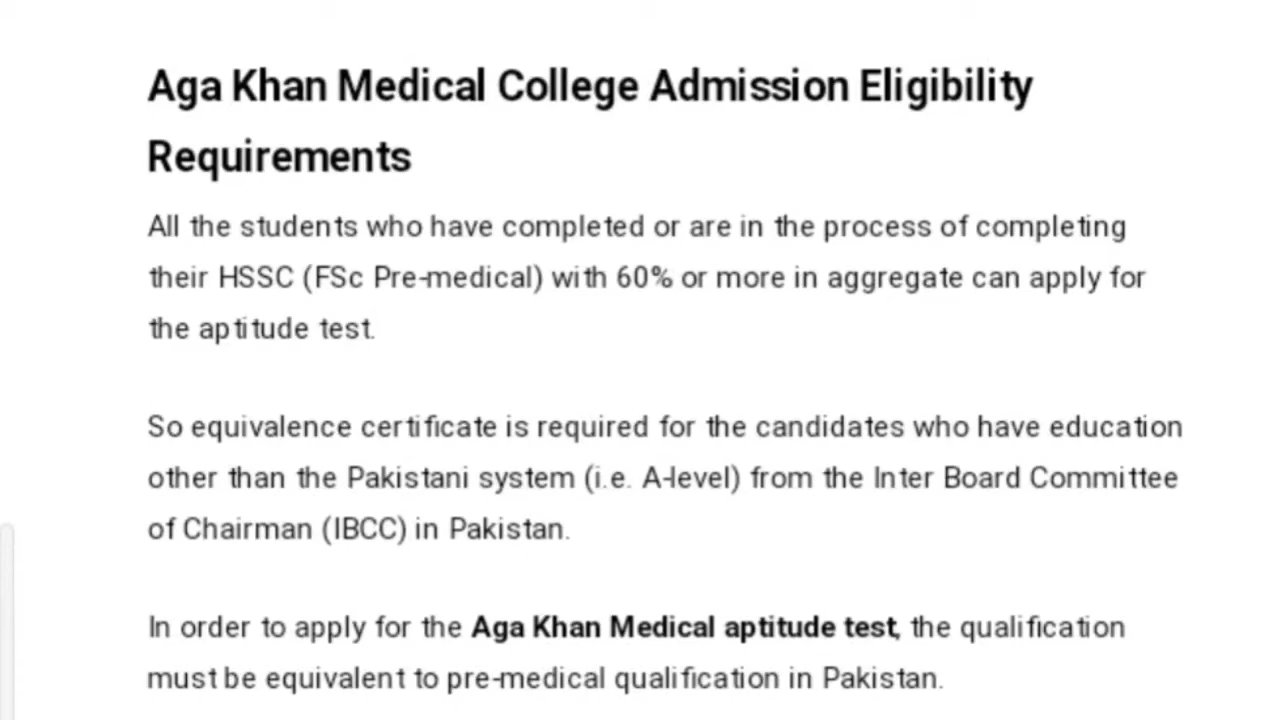 Aga Khan Medical College Admission Eligibility
Requirements
All the students who have completed or are in the process of completing
their HSSC (FSc Pre-medical) with 60% or more in aggregate can apply for
the aptitude test.
So equivalence certificate is required for the candidates who have education
other than the Pakistani system (i.e. A-level) from the Inter Board Committee
of Chairman (IBCC) in Pakistan.
In order to apply for the Aga Khan Medical aptitude test, the qualification
must be equivalent to pre-medical qualification in Pakistan.